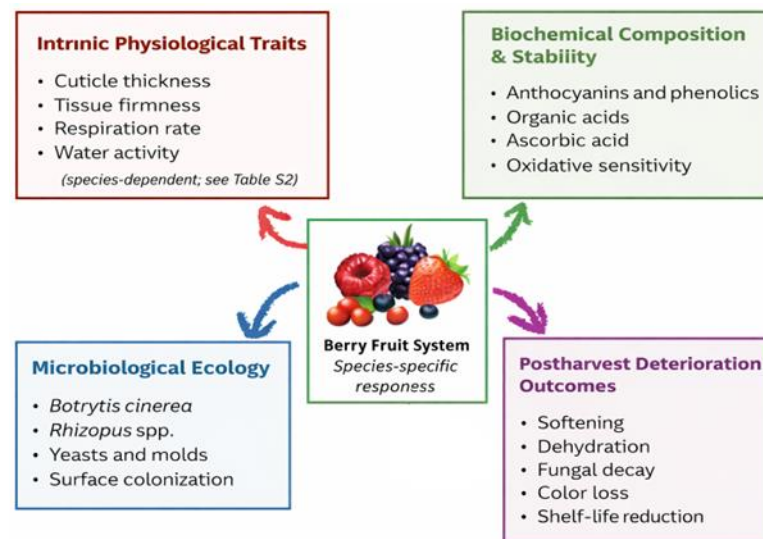 Intrinic Physiological Traits
• Cuticle thickness
• Tissue firmness
• Respiration rate
• Water activity
(species-dependent; see Table S2)
Biochemical Composition
& Stability
• Anthocyanins and phenolics
• Organic acids
• Ascorbic acid
• Oxidative sensitivity
Berry Fruit System
Species-specific
responess
Microbiological Ecology
• Botrytis cinerea
• Rhizopus spp.
• Yeasts and molds
• Surface colonization
Postharvest Deterioration
Outcomes
• Softening
• Dehydration
• Fungal decay
• Color loss
• Shelf-life reduction